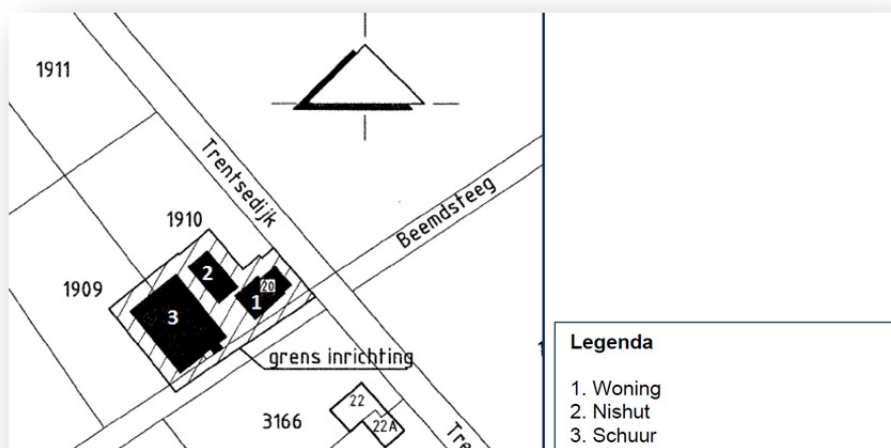 1911
Trentsedijk
Beemdsteeg
1910
1909
2
20
1
3
grens inrichting
22
22A
3166
Tre
Legenda
1. Woning
2. Nishut
3. Schuur